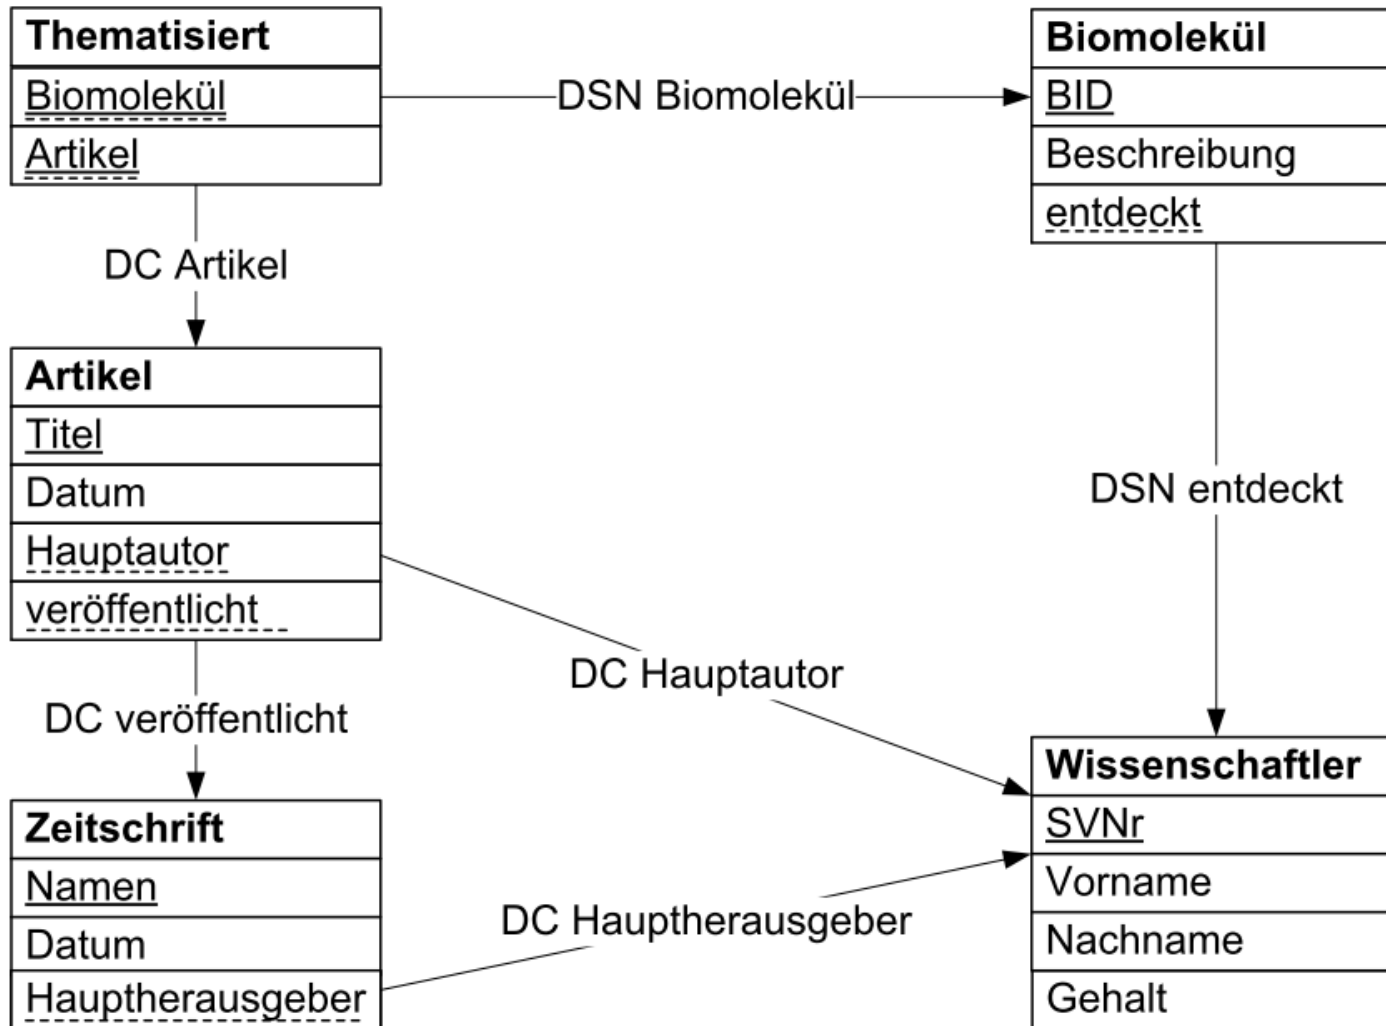 Thematisiert
Biomolekül
Artikel
DSN Biomolekül
Biomolekül
BID
Beschreibung
entdeckt
DC Artikel
Artikel
Titel
Datum
Hauptautor
veröffentlicht
DSN entdeckt
DC Hauptautor
DC veröffentlicht
Zeitschrift
Namen
Datum
Hauptherausgeber
DC Hauptherausgeber
Wissenschaftler
SVNr
Vorname
Nachname
Gehalt